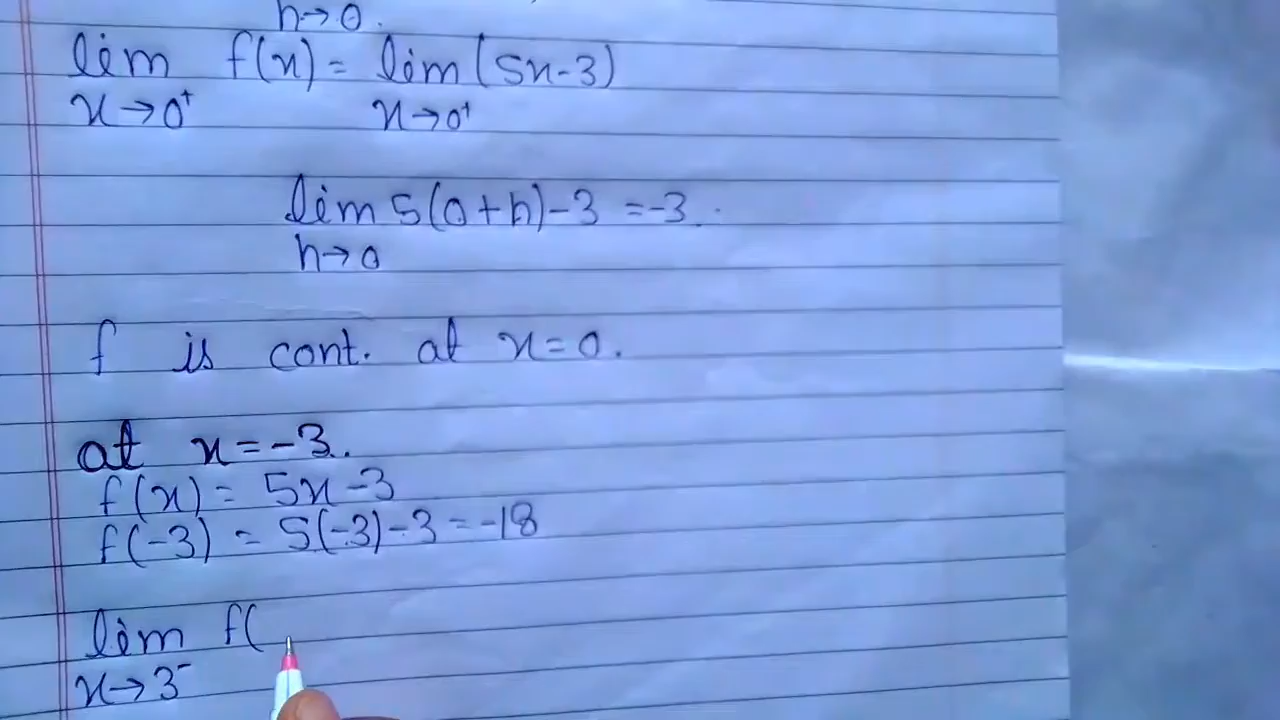 h→0.
lim f(x) = lim (5x-3)
x→0⁺ x→0⁺
lim 5(0+h)-3 = -3.
h→0
f is cont. at x=0.
at x=-3.
f(x) = 5x-3
f(-3) = 5(-3)-3 = -18
lim f(
x→3⁻